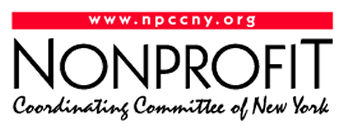 www.npccny.org
NONPROFIT
Coordinating Committee of New York